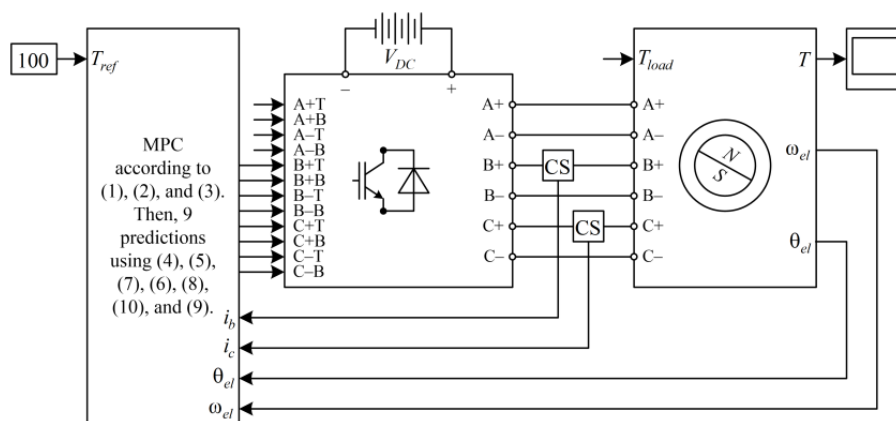 100
T_ref
MPC
according to
(1), (2), and (3).
Then, 9
predictions
using (4), (5),
(7), (6), (8),
(10), and (9).
i_b
i_c
θ_el
ω_el
V_DC
−
+
A+T
A+B
A−T
A−B
B+T
B+B
B−T
B−B
C+T
C+B
C−T
C−B
A+
A−
B+
B−
C+
C−
CS
CS
T_load
A+
A−
B+
B−
C+
C−
N
S
T
ω_el
θ_el